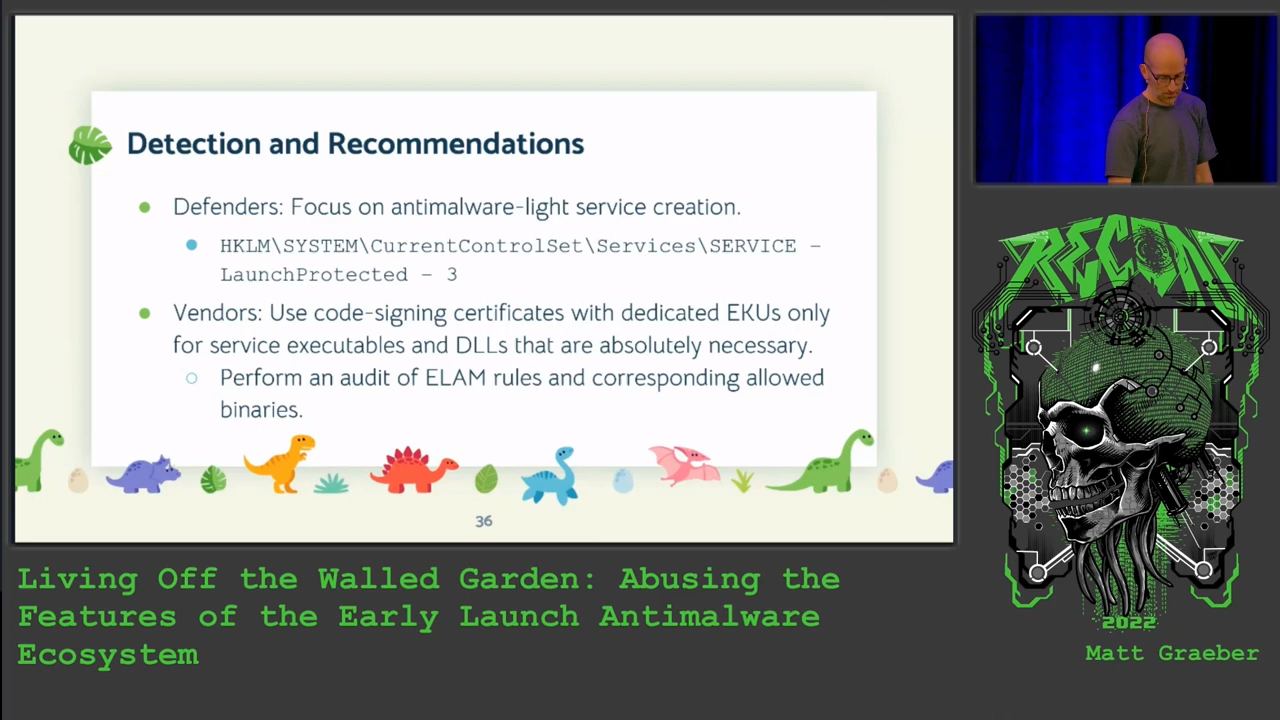 Detection and Recommendations
● Defenders: Focus on antimalware-light service creation.
● HKLM\SYSTEM\CurrentControlSet\Services\SERVICE –
LaunchProtected – 3
● Vendors: Use code-signing certificates with dedicated EKUs only
for service executables and DLLs that are absolutely necessary.
○ Perform an audit of ELAM rules and corresponding allowed
binaries.
36
RECON
2022
Living Off the Walled Garden: Abusing the
Features of the Early Launch Antimalware
Ecosystem
Matt Graeber